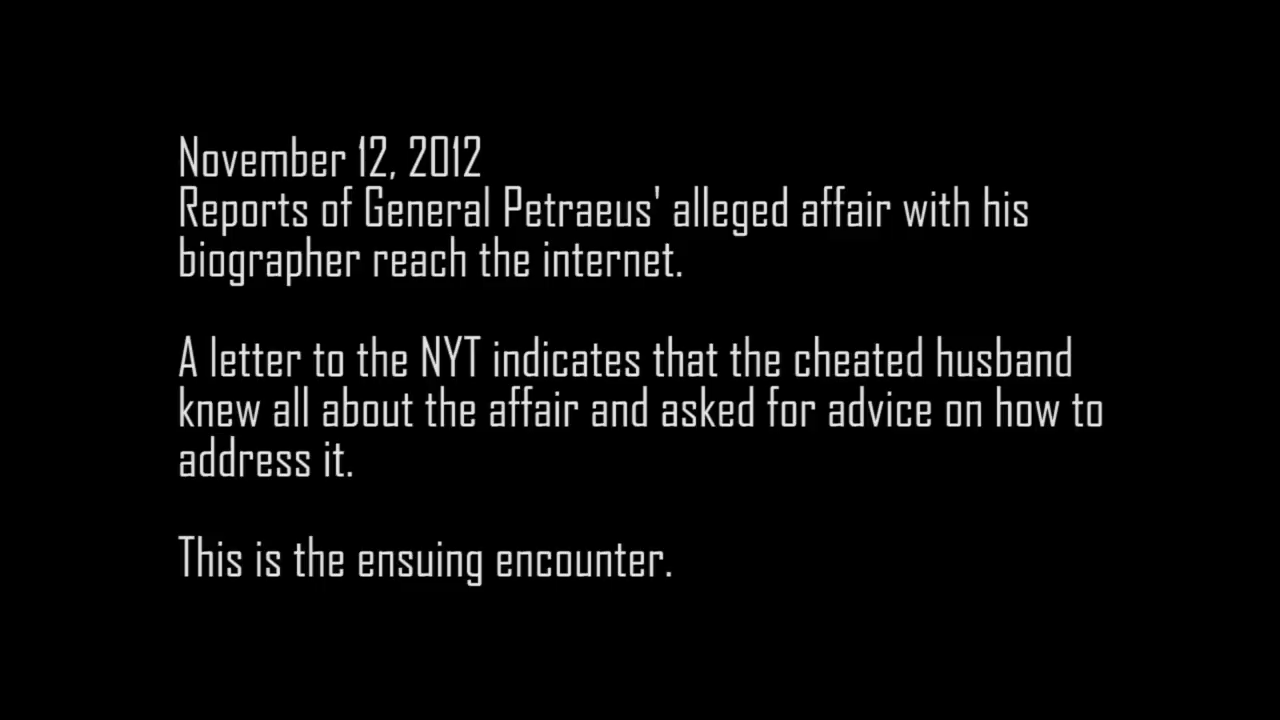 November 12, 2012
Reports of General Petraeus' alleged affair with his
biographer reach the internet.
A letter to the NYT indicates that the cheated husband
knew all about the affair and asked for advice on how to
address it.
This is the ensuing encounter.